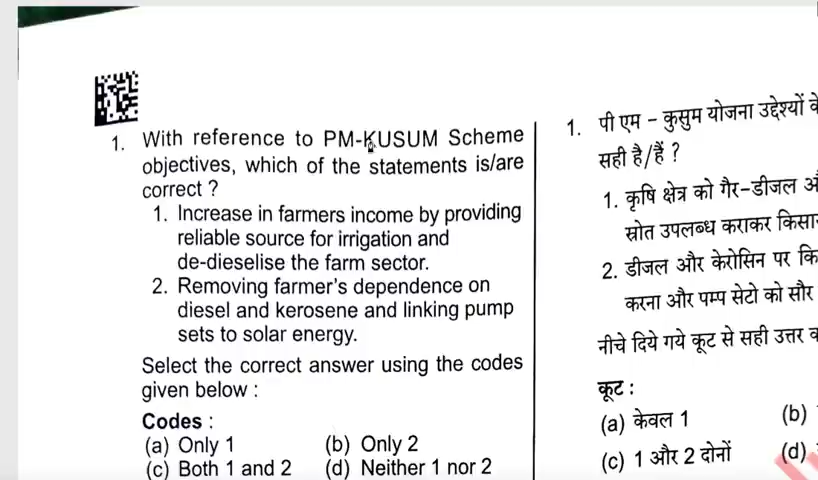 1. With reference to PM-KUSUM Scheme
objectives, which of the statements is/are
correct ?
1. Increase in farmers income by providing
reliable source for irrigation and
de-dieselise the farm sector.
2. Removing farmer's dependence on
diesel and kerosene and linking pump
sets to solar energy.
Select the correct answer using the codes
given below :
Codes :
(a) Only 1 (b) Only 2
(c) Both 1 and 2 (d) Neither 1 nor 2
1. पी एम - कुसुम योजना उद्देश्यों
सही है/हैं ?
1. कृषि क्षेत्र को गैर-डीजल
स्रोत उपलब्ध कराकर
2. डीजल और केरोसिन पर
करना और पम्प सेटो को सौर
नीचे दिये गये कूट से सही उत्तर
कूट :
(a) केवल 1 (b)
(c) 1 और 2 दोनों (d)